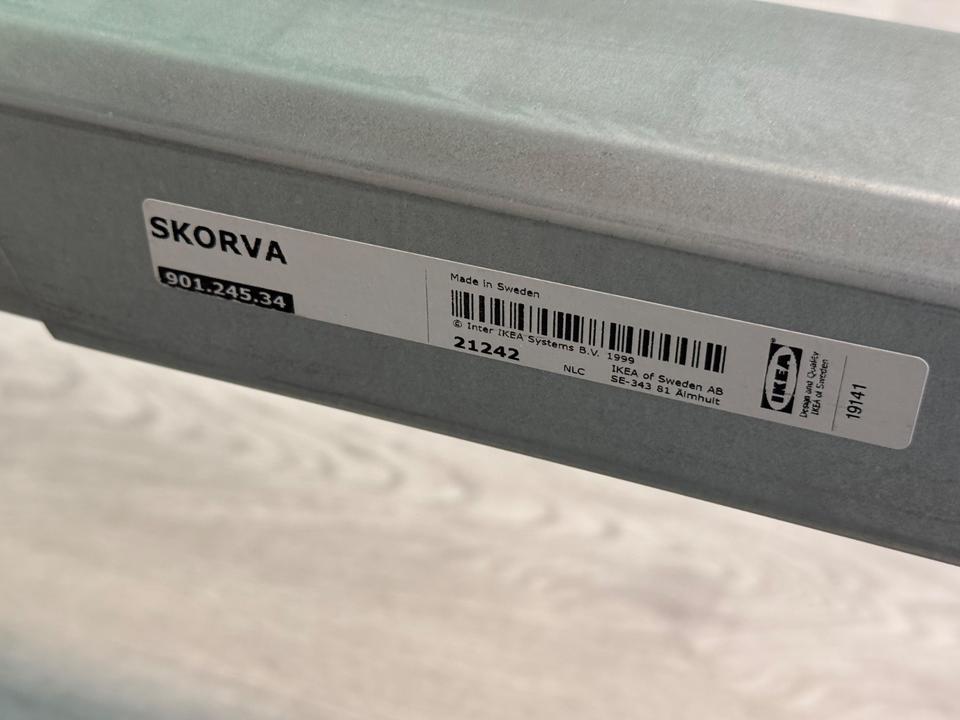 SKORVA
901.245.34
Made in Sweden
© Inter IKEA Systems B.V. 1999
21242
NLC
IKEA of Sweden AB
SE-343 81 Älmhult
IKEA
®
Design and Quality
IKEA of Sweden
19141